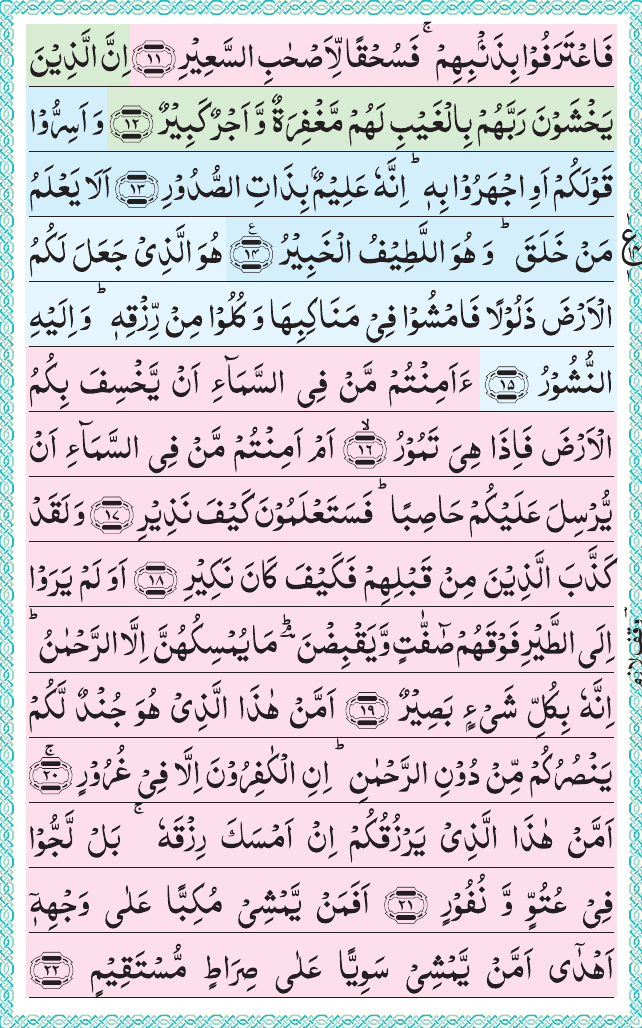 فَاعۡتَرَفُوۡا بِذَنۡۢبِهِمۡ ۚ فَسُحۡقًا لِّاَصۡحٰبِ السَّعِيۡرِ ﴿۱۱﴾ اِنَّ الَّذِيۡنَ
يَخۡشَوۡنَ رَبَّهُمۡ بِالۡغَيۡبِ لَهُمۡ مَّغۡفِرَةٌ وَّ اَجۡرٌ كَبِيۡرٌ ﴿۱۲﴾ وَ اَسِرُّوۡا
قَوۡلَكُمۡ اَوِ اجۡهَرُوۡا بِهٖ ؕ اِنَّهٗ عَلِيۡمٌۢ بِذَاتِ الصُّدُوۡرِ ﴿۱۳﴾ اَلَا يَعۡلَمُ
مَنۡ خَلَقَ ؕ وَ هُوَ اللَّطِيۡفُ الۡخَبِيۡرُ ﴿۱۴﴾ هُوَ الَّذِىۡ جَعَلَ لَكُمُ
الۡاَرۡضَ ذَلُوۡلًا فَامۡشُوۡا فِىۡ مَنَاكِبِهَا وَ كُلُوۡا مِنۡ رِّزۡقِهٖ ؕ وَ اِلَيۡهِ
النُّشُوۡرُ ﴿۱۵﴾ ءَاَمِنۡتُمۡ مَّنۡ فِى السَّمَآءِ اَنۡ يَّخۡسِفَ بِكُمُ
الۡاَرۡضَ فَاِذَا هِىَ تَمُوۡرُ ۙ ﴿۱۶﴾ اَمۡ اَمِنۡتُمۡ مَّنۡ فِى السَّمَآءِ اَنۡ
يُّرۡسِلَ عَلَيۡكُمۡ حَاصِبًا ؕ فَسَتَعۡلَمُوۡنَ كَيۡفَ نَذِيۡرِ ﴿۱۷﴾ وَ لَقَدۡ
كَذَّبَ الَّذِيۡنَ مِنۡ قَبۡلِهِمۡ فَكَيۡفَ كَانَ نَكِيۡرِ ﴿۱۸﴾ اَوَ لَمۡ يَرَوۡا
اِلَى الطَّيۡرِ فَوۡقَهُمۡ صٰٓفّٰتٍ وَّ يَقۡبِضۡنَ ؔۘ مَا يُمۡسِكُهُنَّ اِلَّا الرَّحۡمٰنُ ؕ
اِنَّهٗ بِكُلِّ شَىۡءٍۢ بَصِيۡرٌ ﴿۱۹﴾ اَمَّنۡ هٰذَا الَّذِىۡ هُوَ جُنۡدٌ لَّكُمۡ
يَنۡصُرُكُمۡ مِّنۡ دُوۡنِ الرَّحۡمٰنِ ؕ اِنِ الۡكٰفِرُوۡنَ اِلَّا فِىۡ غُرُوۡرٍ ۚ ﴿۲۰﴾
اَمَّنۡ هٰذَا الَّذِىۡ يَرۡزُقُكُمۡ اِنۡ اَمۡسَكَ رِزۡقَهٗ ۚ بَلۡ لَّجُّوۡا
فِىۡ عُتُوٍّ وَّ نُفُوۡرٍ ﴿۲۱﴾ اَفَمَنۡ يَّمۡشِىۡ مُكِبًّا عَلٰى وَجۡهِهٖۤ
اَهۡدٰٓى اَمَّنۡ يَّمۡشِىۡ سَوِيًّا عَلٰى صِرَاطٍ مُّسۡتَقِيۡمٍ ﴿۲۲﴾